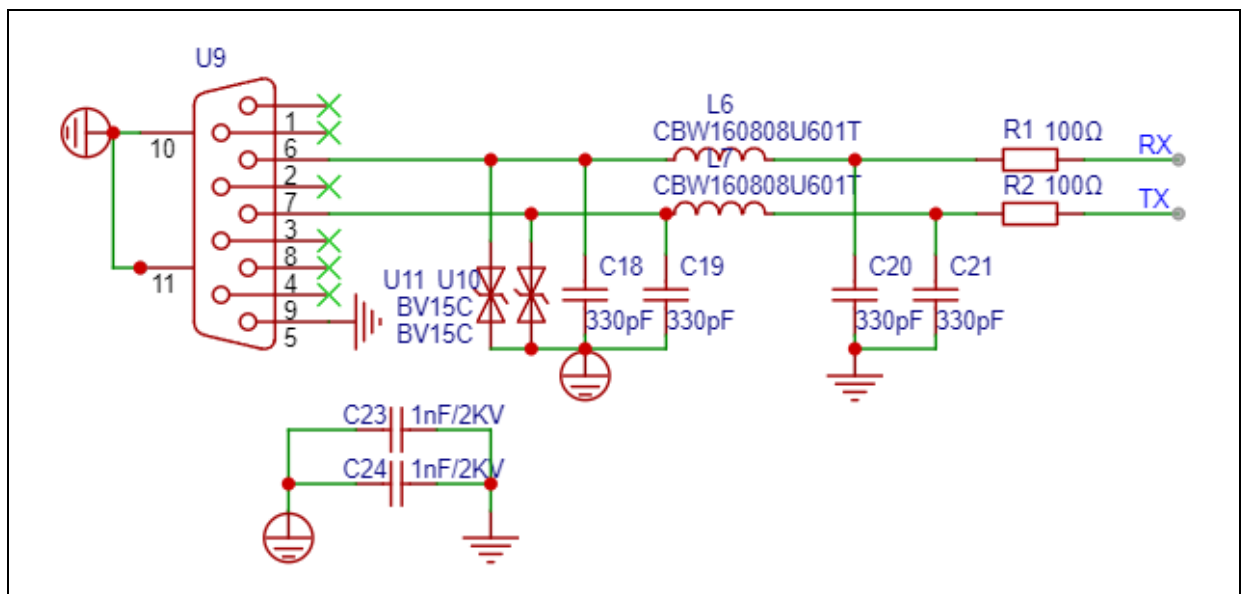 U9
1
6
2
7
3
8
4
9
5
10
11
L6
CBW160808U601T
L7
CBW160808U601T
R1 100Ω
RX
R2 100Ω
TX
U11 U10
BV15C
BV15C
C18
330pF
C19
330pF
C20
330pF
C21
330pF
C23 1nF/2KV
C24 1nF/2KV